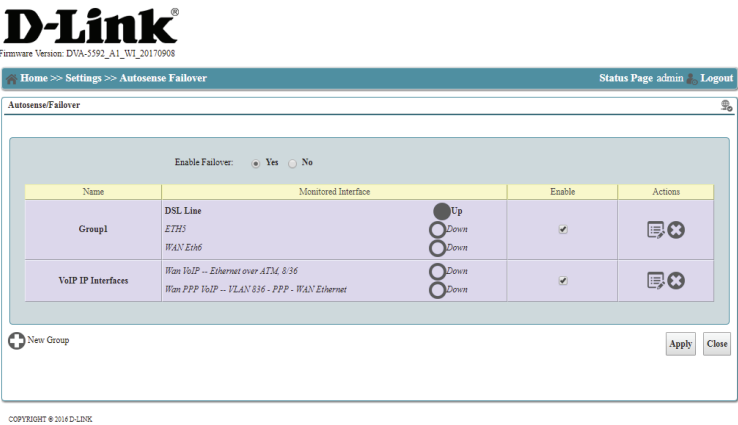 D-Link®
Firmware Version: DVA-5592_A1_WI_20170908
Home >> Settings >> Autosense Failover Status Page admin Logout
Autosense/Failover
Enable Failover: Yes No
Name Monitored Interface Enable Actions
DSL Line Up
Group1 ETH5 Down
WAN Eth6 Down
VoIP IP Interfaces
Wan VoIP -- Ethernet over ATM, 8/36 Down
Wan PPP VoIP -- VLAN 836 - PPP - WAN Ethernet Down
New Group Apply Close
COPYRIGHT © 2016 D-LINK